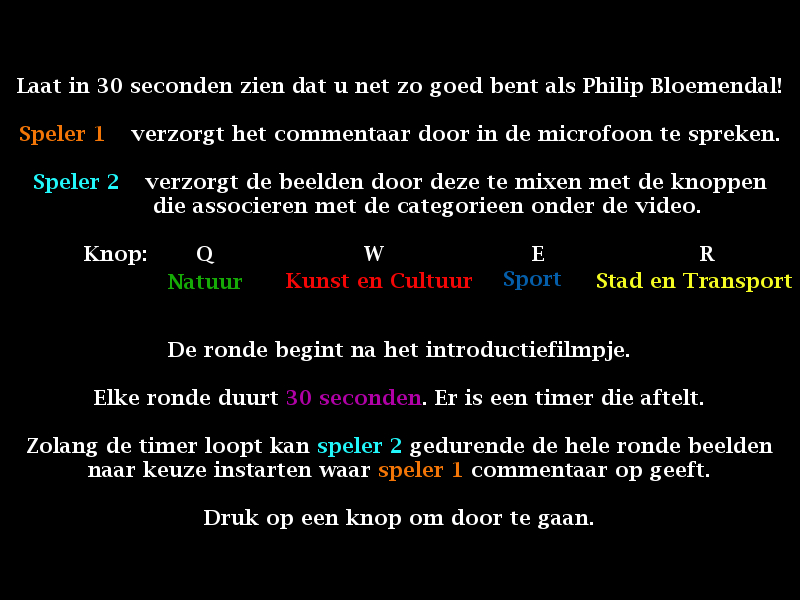 Laat in 30 seconden zien dat u net zo goed bent als Philip Bloemendal!
Speler 1 verzorgt het commentaar door in de microfoon te spreken.
Speler 2 verzorgt de beelden door deze te mixen met de knoppen
die associeren met de categorieen onder de video.
Knop: Q W E R
Natuur Kunst en Cultuur Sport Stad en Transport
De ronde begint na het introductiefilmpje.
Elke ronde duurt 30 seconden. Er is een timer die aftelt.
Zolang de timer loopt kan speler 2 gedurende de hele ronde beelden
naar keuze instarten waar speler 1 commentaar op geeft.
Druk op een knop om door te gaan.